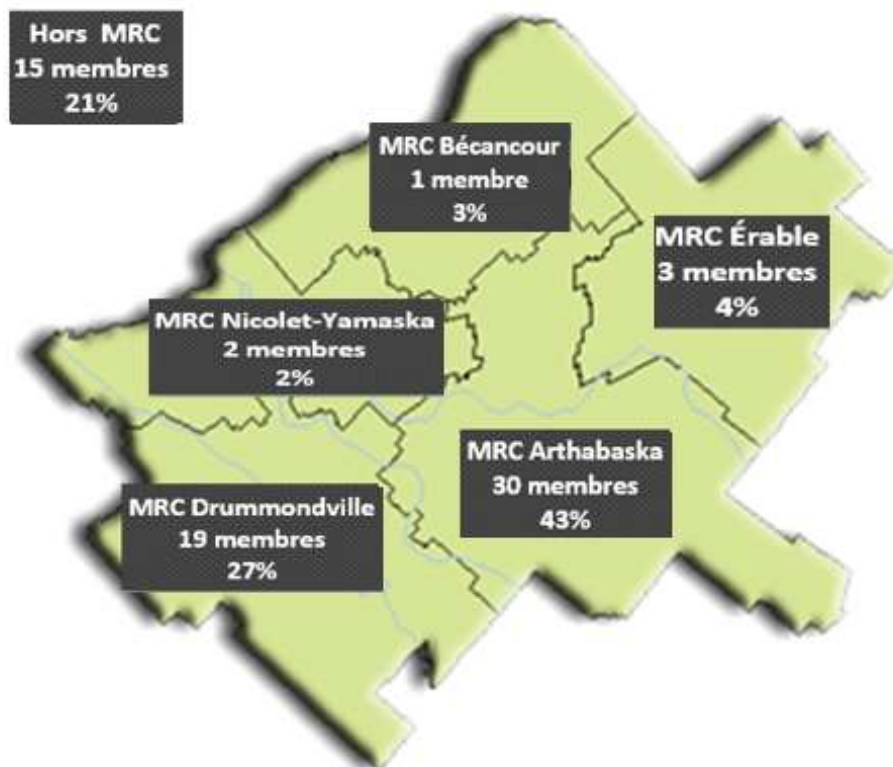 Hors MRC
15 membres
21%
MRC Bécancour
1 membre
3%
MRC Érable
3 membres
4%
MRC Nicolet-Yamaska
2 membres
2%
MRC Arthabaska
30 membres
43%
MRC Drummondville
19 membres
27%